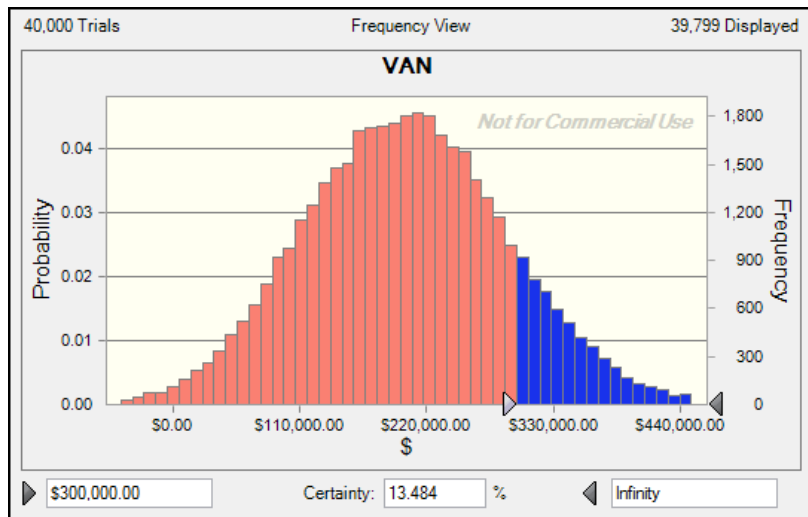 40,000 Trials Frequency View 39,799 Displayed
VAN
Not for Commercial Use
Probability
0.04
0.03
0.02
0.01
0.00
1,800
1,500
1,200
900
600
300
0
Frequency
$0.00 $110,000.00 $220,000.00 $330,000.00 $440,000.00
$
$300,000.00 Certainty: 13.484 % Infinity